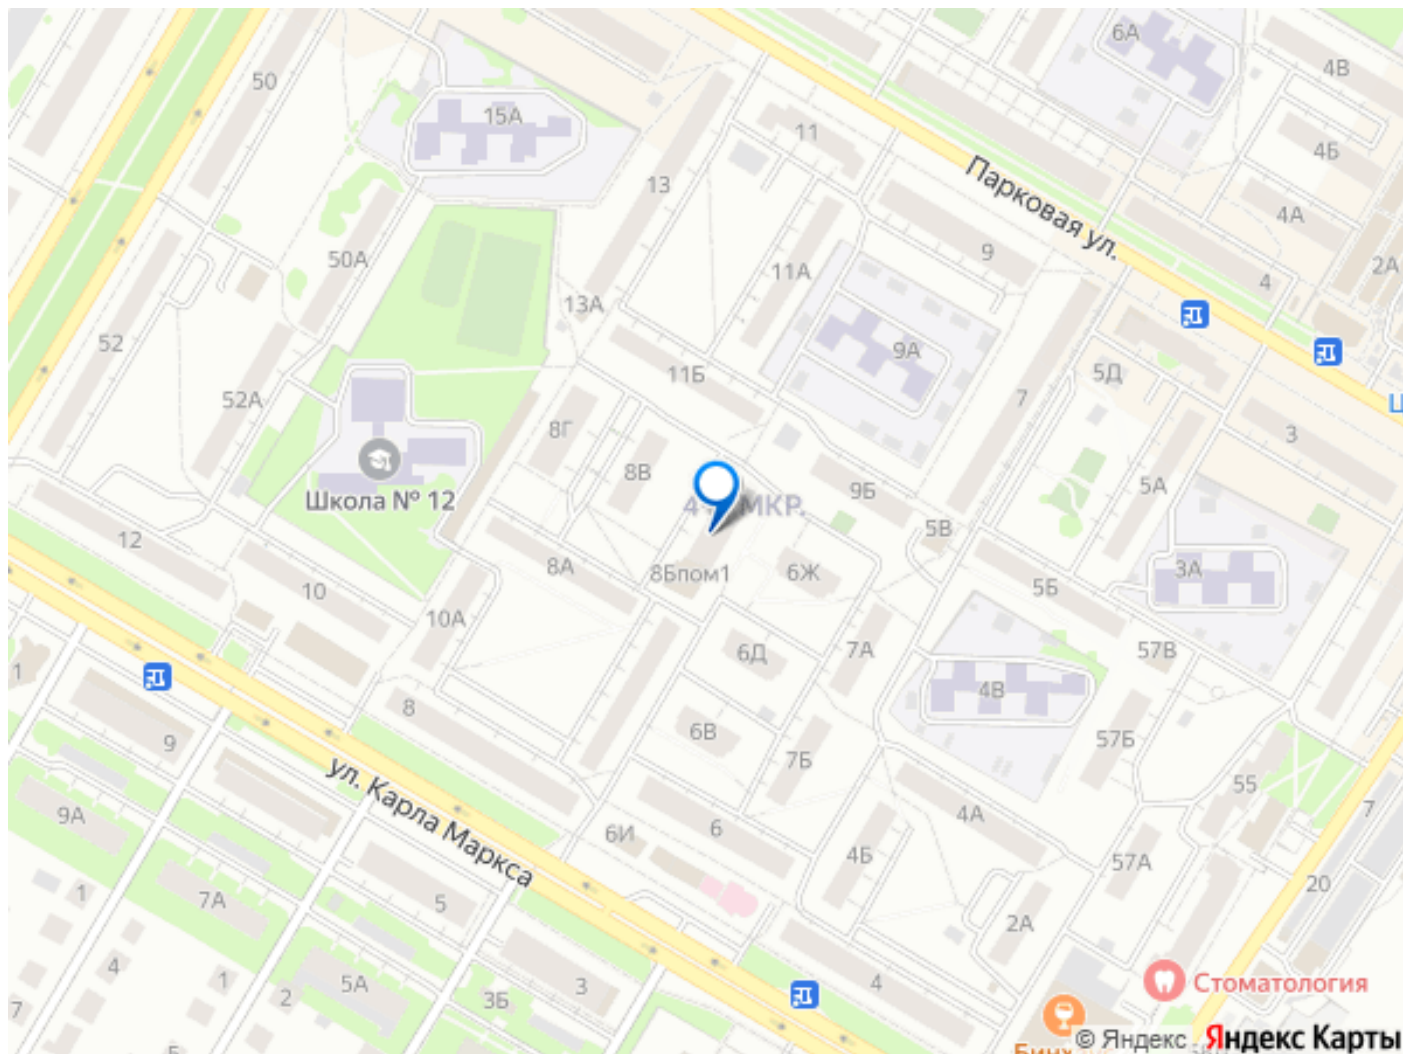 6А
4В
50
15А
11
4Б
13
Парковая ул.
4А
50А
11А
9
2А
4
13А
52
11Б
9А
5Д
52А
7
8Г
3
8В
Школа № 12
9Б
5А
МКР.
5В
12
8А
8Бпом1
6Ж
5Б
3А
10
10А
6Д
7А
57В
1
4В
8
6В
57Б
9
7Б
ул. Карла Маркса
55
7
9А
6И
6
4А
4Б
57А
1
7А
5
20
2А
4
1
5А
2
3Б
3
4
Стоматология
7
5
© Яндекс
Яндекс Карты